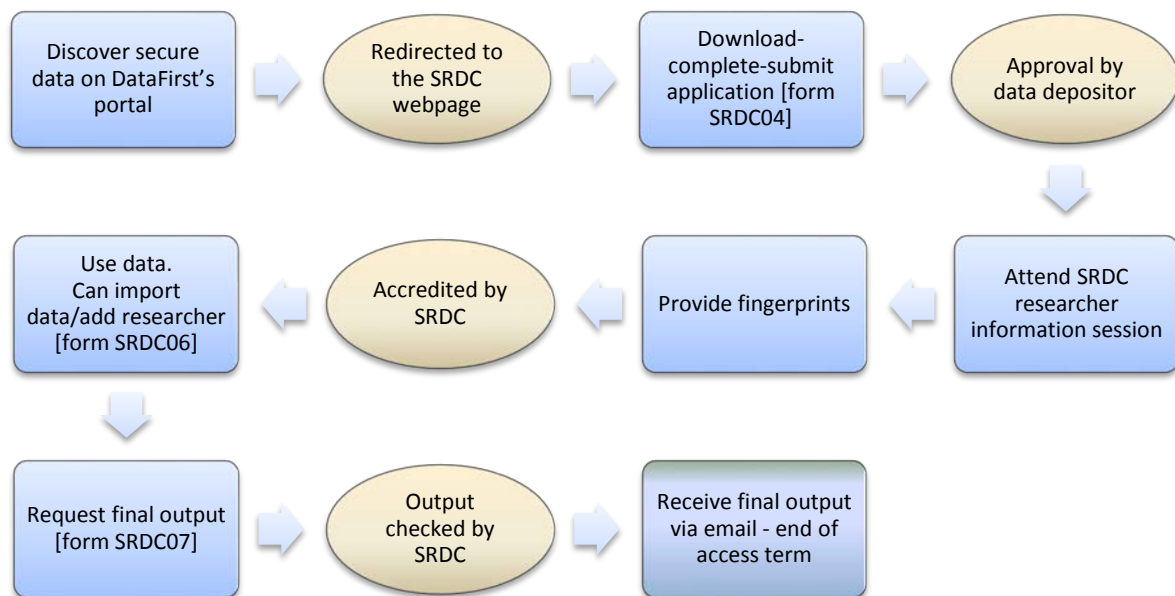 Discover secure
data on DataFirst's
portal
Redirected to
the SRDC
webpage
Download-
complete-submit
application [form
SRDC04]
Approval by
data depositor
Attend SRDC
researcher
information session
Provide fingerprints
Accredited by
SRDC
Use data.
Can import
data/add researcher
[form SRDC06]
Request final output
[form SRDC07]
Output
checked by
SRDC
Receive final output
via email - end of
access term